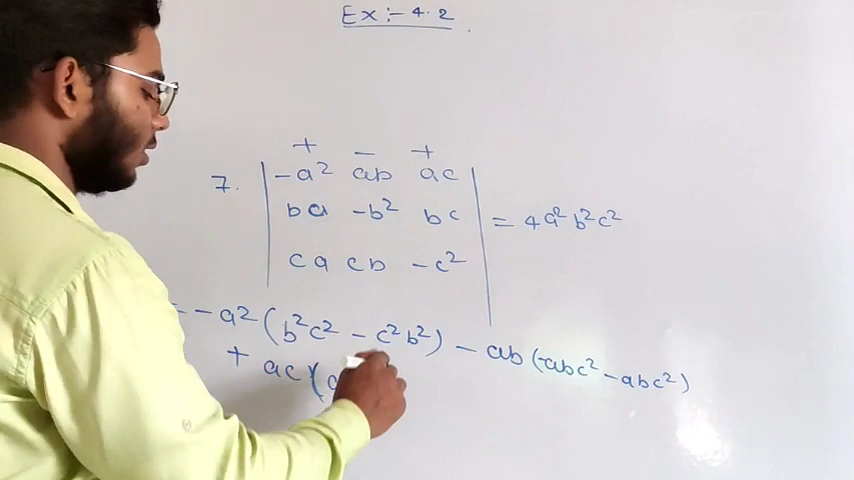 Ex :- 4.2
+ - +
7. | -a² ab ac |
| ba -b² bc | = 4a²b²c²
| ca cb -c² |
= -a² (b²c² - c²b²) - ab (-abc² - abc²)
+ ac (a